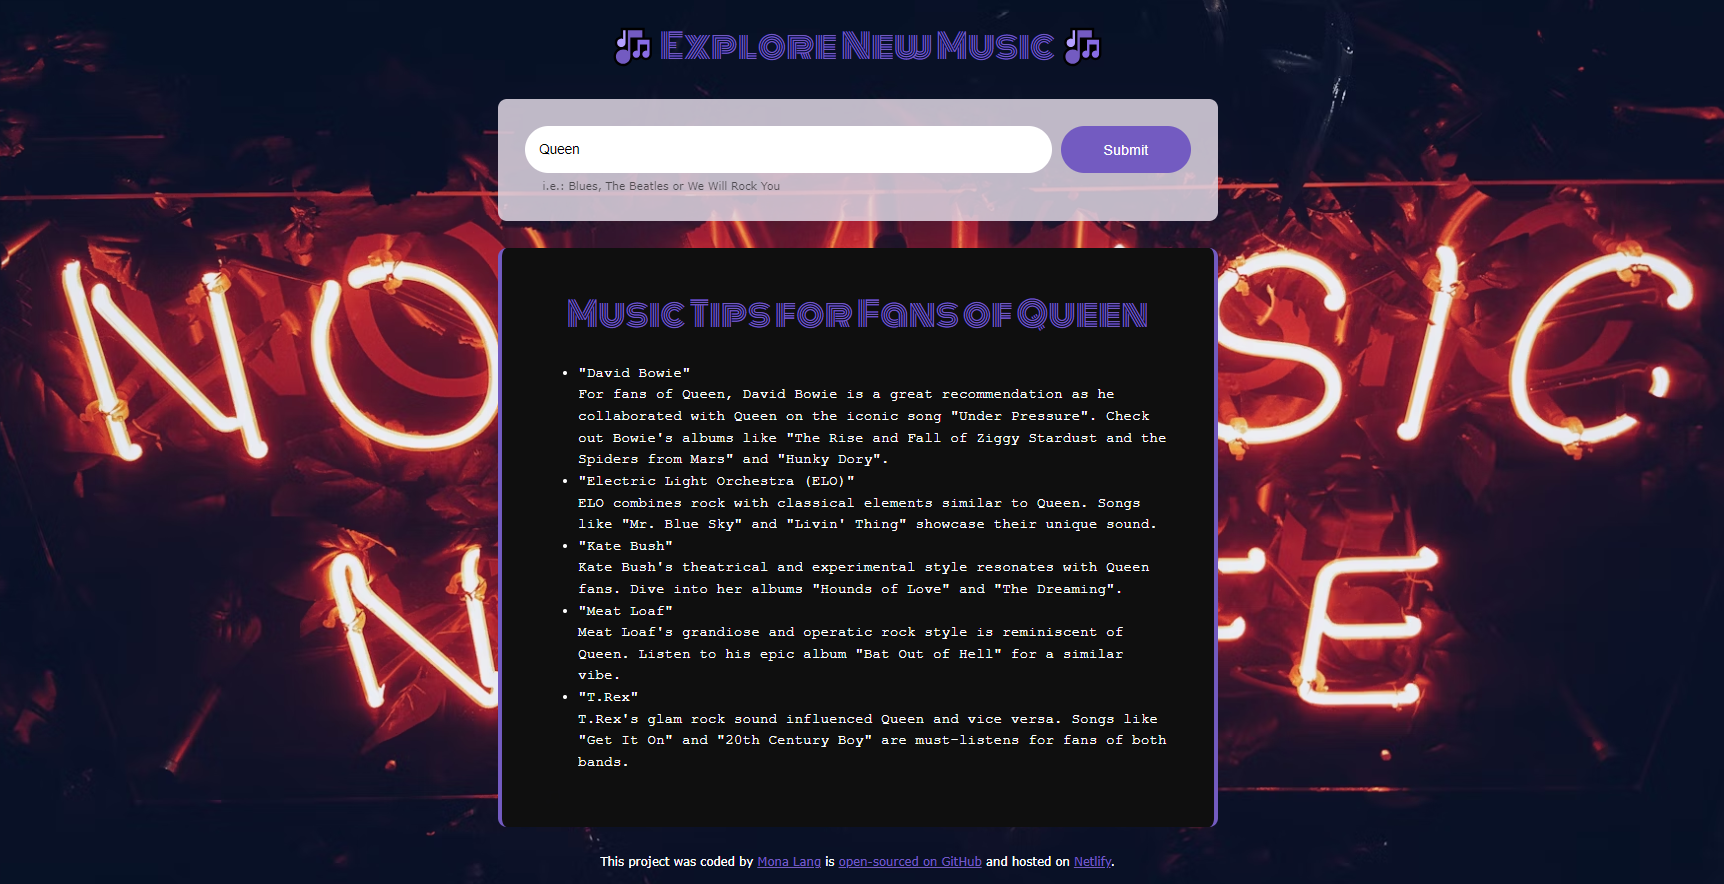 Explore New Music
Queen
Submit
i.e.: Blues, The Beatles or We Will Rock You
NO MUSIC
Music Tips for Fans of Queen
• "David Bowie"
For fans of Queen, David Bowie is a great recommendation as he
collaborated with Queen on the iconic song "Under Pressure". Check
out Bowie's albums like "The Rise and Fall of Ziggy Stardust and the
Spiders from Mars" and "Hunky Dory".
• "Electric Light Orchestra (ELO)"
ELO combines rock with classical elements similar to Queen. Songs
like "Mr. Blue Sky" and "Livin' Thing" showcase their unique sound.
• "Kate Bush"
Kate Bush's theatrical and experimental style resonates with Queen
fans. Dive into her albums "Hounds of Love" and "The Dreaming".
• "Meat Loaf"
Meat Loaf's grandiose and operatic rock style is reminiscent of
Queen. Listen to his epic album "Bat Out of Hell" for a similar
vibe.
• "T.Rex"
T.Rex's glam rock sound influenced Queen and vice versa. Songs like
"Get It On" and "20th Century Boy" are must-listens for fans of both
bands.
This project was coded by Mona Lang is open-sourced on GitHub and hosted on Netlify.